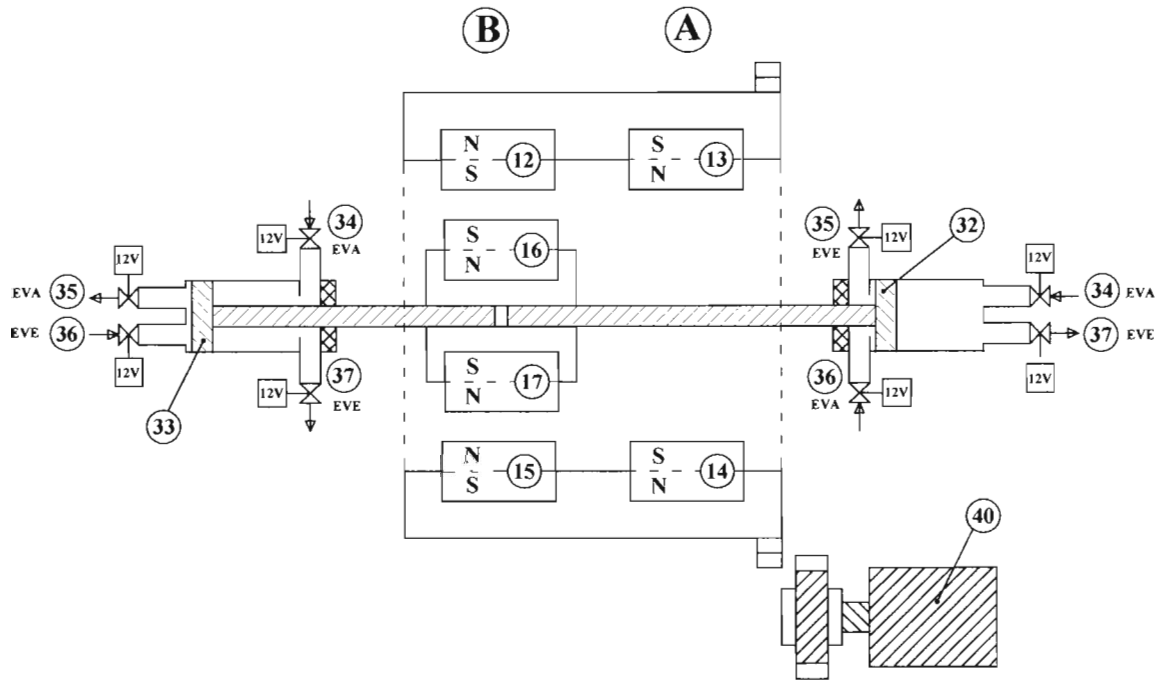 B A
N
S 12
S
N 13
S
N 16
S
N 17
N
S 15
S
N 14
12V 34
EVA
12V
EVA 35
EVE 36
12V
33
12V 37
EVE
35
EVE 12V
32
12V
34
EVA
37
EVE
12V
36
EVA 12V
40